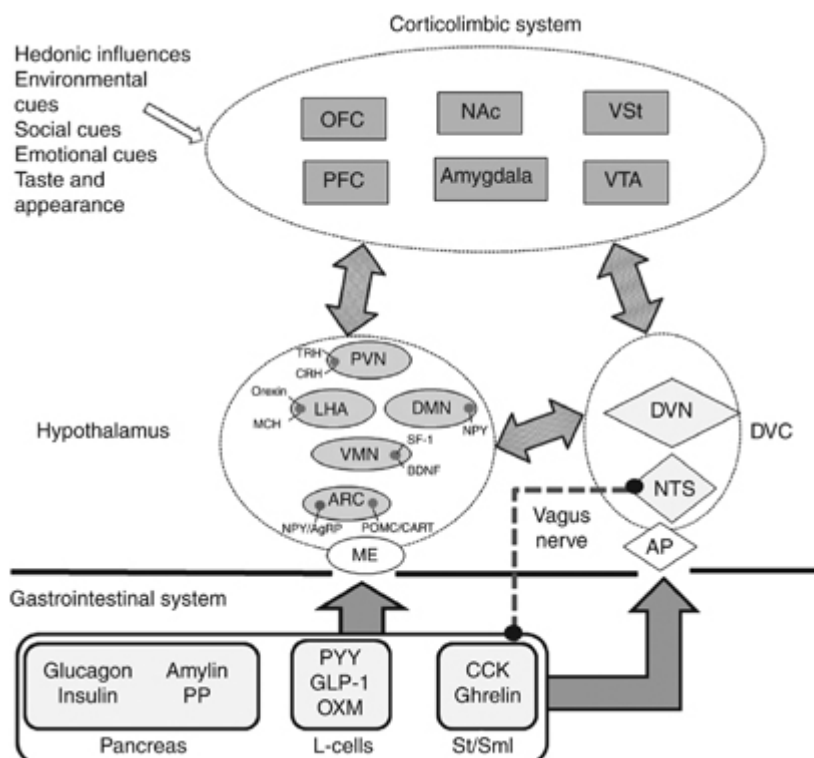 Corticolimbic system
Hedonic influences
Environmental
cues
Social cues
Emotional cues
Taste and
appearance
OFC
NAc
VSt
PFC
Amygdala
VTA
Hypothalamus
TRH
CRH
PVN
Orexin
MCH
LHA
DMN
NPY
VMN
SF-1
BDNF
ARC
NPY/AgRP
POMC/CART
ME
DVN
DVC
NTS
Vagus
nerve
AP
Gastrointestinal system
Glucagon
Amylin
Insulin
PP
Pancreas
PYY
GLP-1
OXM
L-cells
CCK
Ghrelin
St/SmI